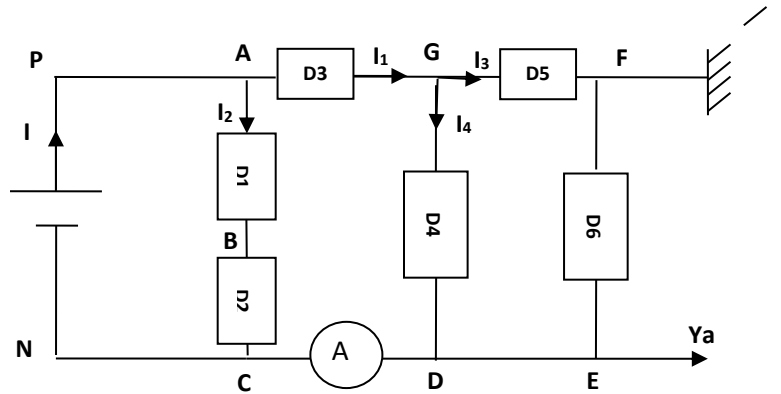 P A D3 I₁ G I₃ D5 F
I I₂ I₄
D1 D4 D6
B
D2
N A Ya
C D E